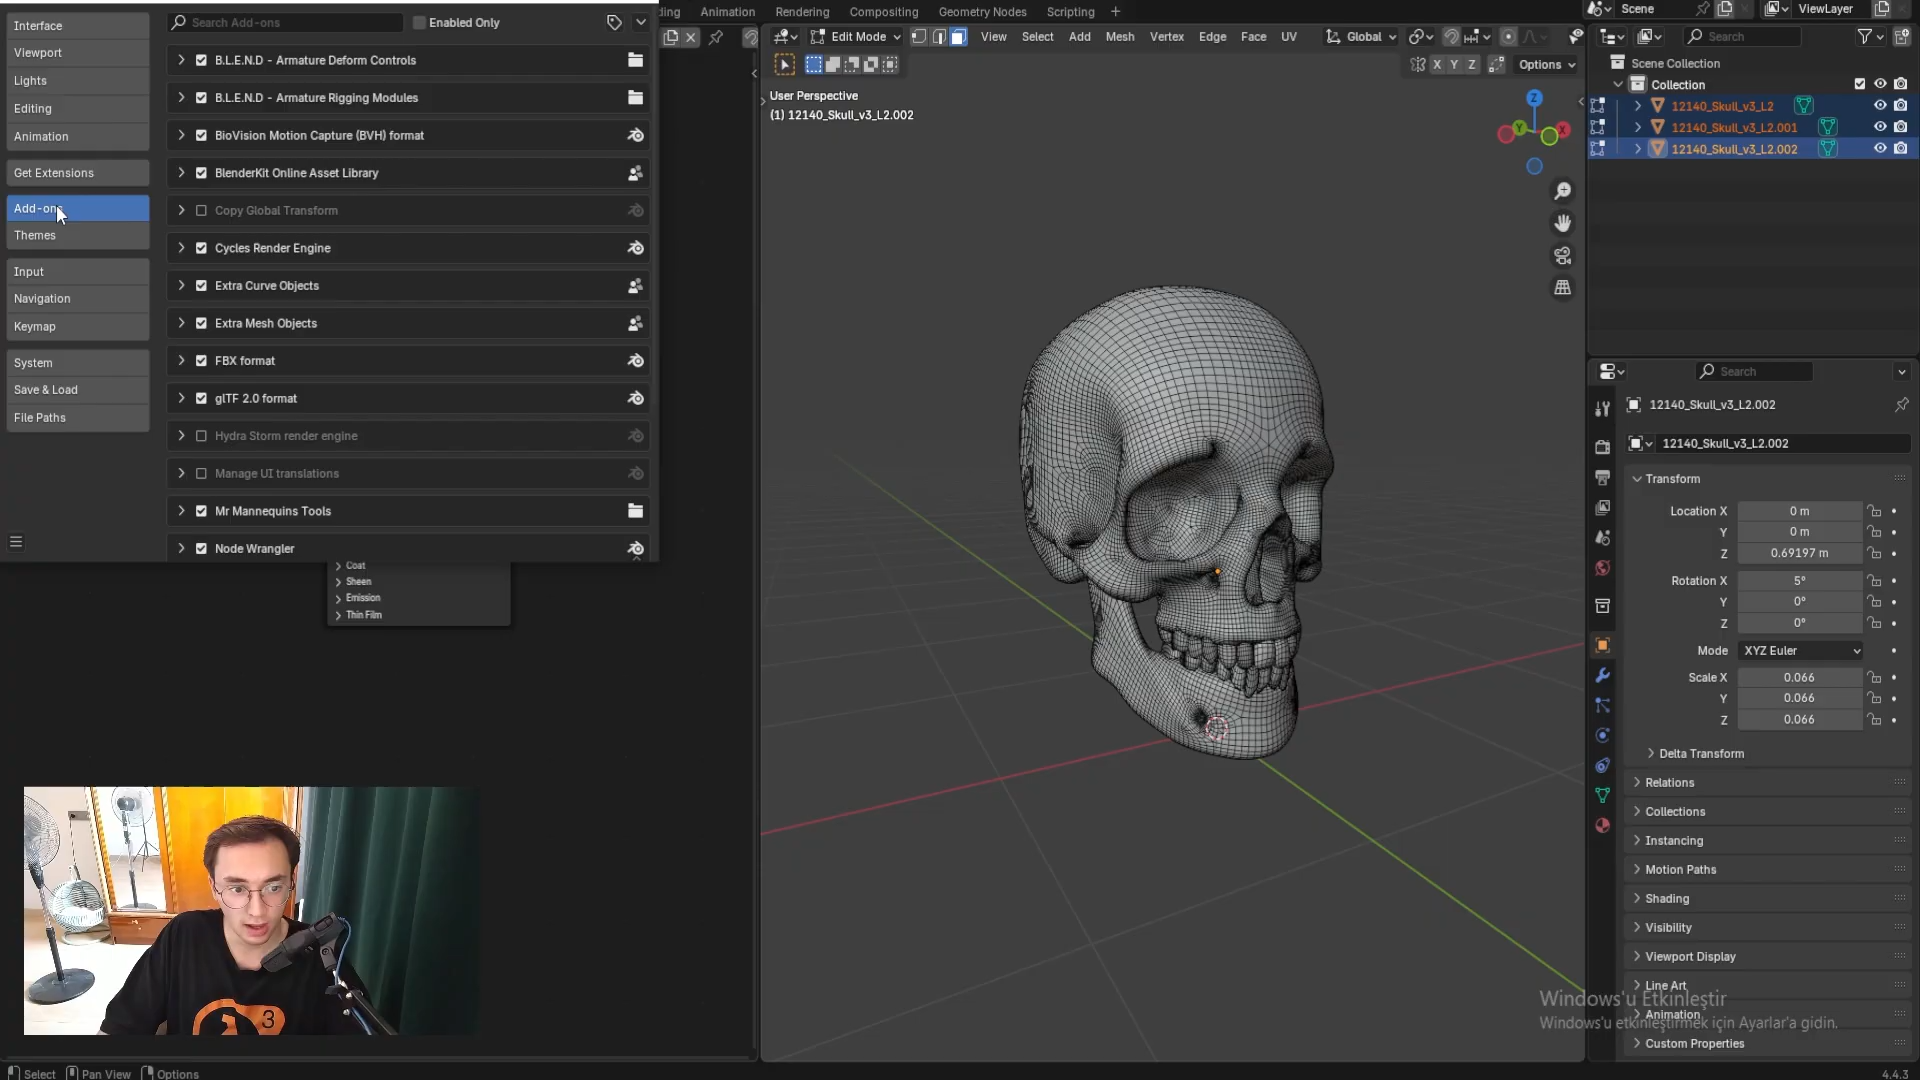 Interface
Viewport
Lights
Editing
Animation
Get Extensions
Add-ons
Themes
Input
Navigation
Keymap
System
Save & Load
File Paths
Search Add-ons
Enabled Only
B.L.E.N.D - Armature Deform Controls
B.L.E.N.D - Armature Rigging Modules
BioVision Motion Capture (BVH) format
BlenderKit Online Asset Library
Copy Global Transform
Cycles Render Engine
Extra Curve Objects
Extra Mesh Objects
FBX format
glTF 2.0 format
Hydra Storm render engine
Manage UI translations
Mr Mannequins Tools
Node Wrangler
Coat
Sheen
Emission
Thin Film
3
Select Pan View Options
Animation Rendering Compositing Geometry Nodes Scripting +
Edit Mode View Select Add Mesh Vertex Edge Face UV Global
X Y Z Options
User Perspective
(1) 12140_Skull_v3_L2.002
Z
Y X
Scene ViewLayer
Search
Scene Collection
Collection
12140_Skull_v3_L2
12140_Skull_v3_L2.001
12140_Skull_v3_L2.002
Search
12140_Skull_v3_L2.002
12140_Skull_v3_L2.002
Transform
Location X 0 m
Y 0 m
Z 0.69197 m
Rotation X 5°
Y 0°
Z 0°
Mode XYZ Euler
Scale X 0.066
Y 0.066
Z 0.066
Delta Transform
Relations
Collections
Instancing
Motion Paths
Shading
Visibility
Viewport Display
Line Art
Animation
Custom Properties
Windows'u Etkinleştir
Windows'u etkinleştirmek için Ayarlar'a gidin.
4.4.3